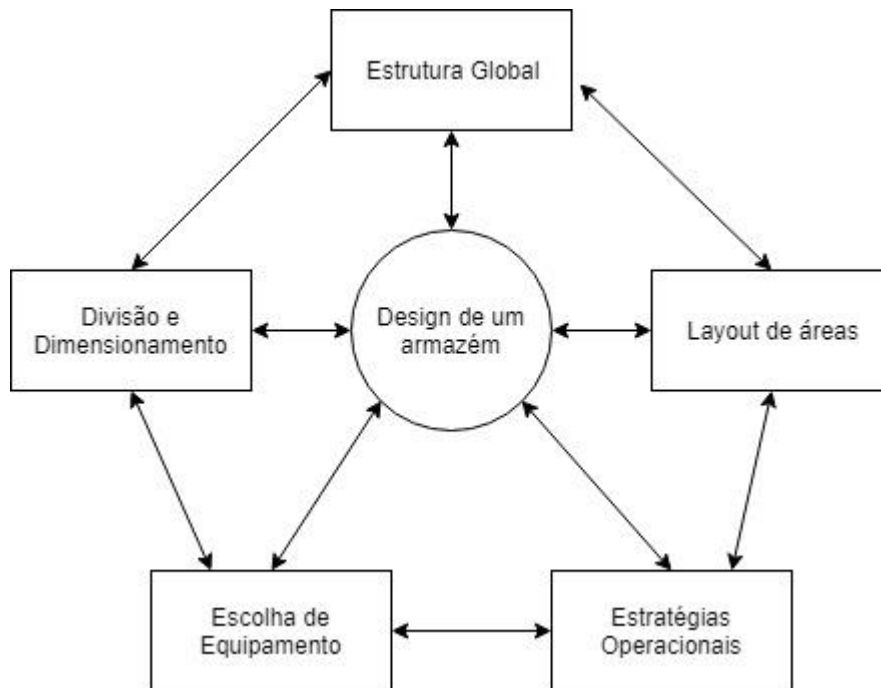 Estrutura Global
Divisão e
Dimensionamento
Design de um
armazém
Layout de áreas
Escolha de
Equipamento
Estratégias
Operacionais